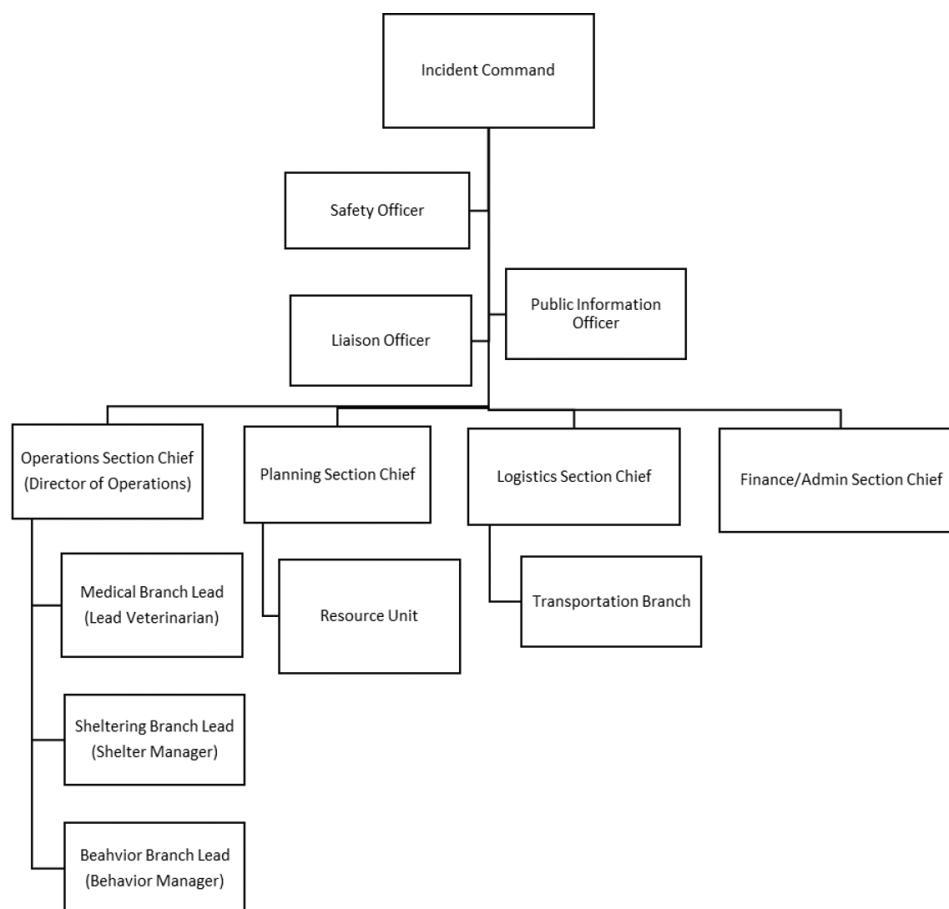 Incident Command
Safety Officer
Public Information
Officer
Liaison Officer
Operations Section Chief
(Director of Operations)
Planning Section Chief
Logistics Section Chief
Finance/Admin Section Chief
Medical Branch Lead
(Lead Veterinarian)
Resource Unit
Transportation Branch
Sheltering Branch Lead
(Shelter Manager)
Beahvior Branch Lead
(Behavior Manager)